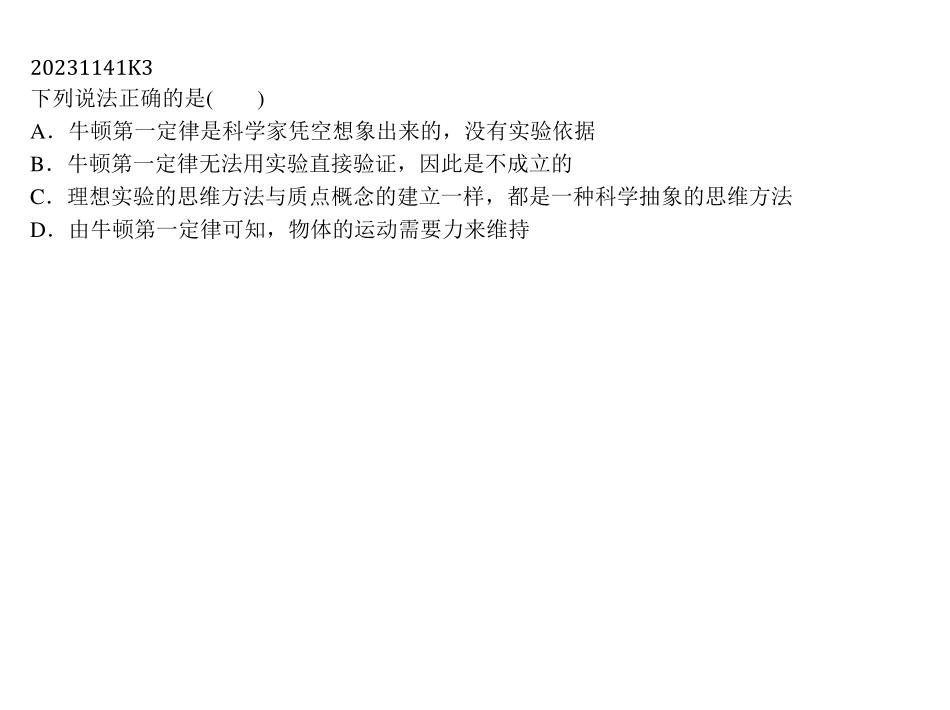 20231141K3
下列说法正确的是(　　)
A．牛顿第一定律是科学家凭空想象出来的，没有实验依据
B．牛顿第一定律无法用实验直接验证，因此是不成立的
C．理想实验的思维方法与质点概念的建立一样，都是一种科学抽象的思维方法
D．由牛顿第一定律可知，物体的运动需要力来维持